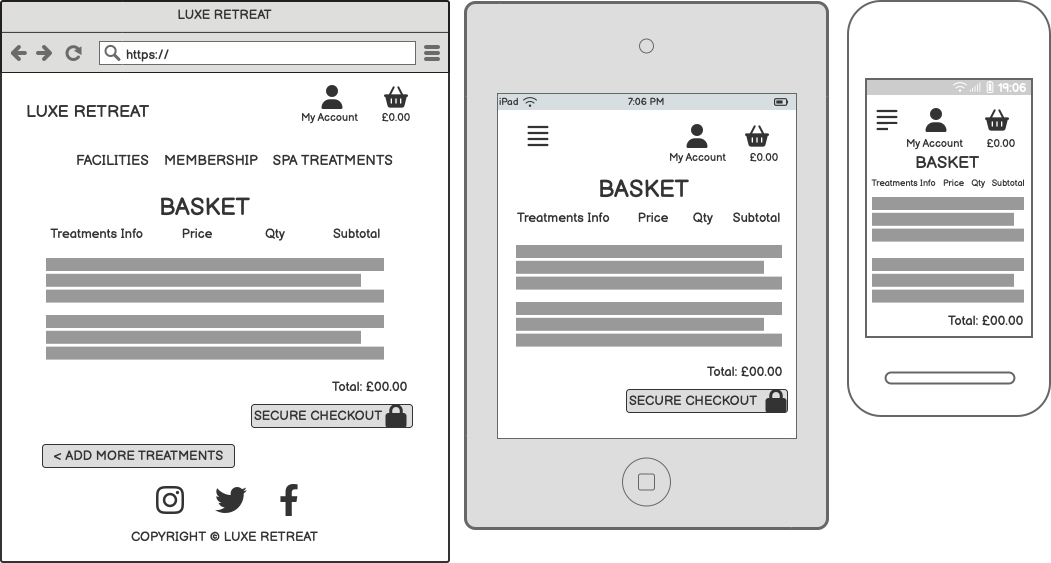 LUXE RETREAT
https://
LUXE RETREAT
My Account £0.00
FACILITIES MEMBERSHIP SPA TREATMENTS
BASKET
Treatments Info Price Qty Subtotal
Total: £00.00
SECURE CHECKOUT
< ADD MORE TREATMENTS
COPYRIGHT © LUXE RETREAT
iPad 7:06 PM
My Account £0.00
BASKET
Treatments Info Price Qty Subtotal
Total: £00.00
SECURE CHECKOUT
19:06
My Account £0.00
BASKET
Treatments Info Price Qty Subtotal
Total: £00.00